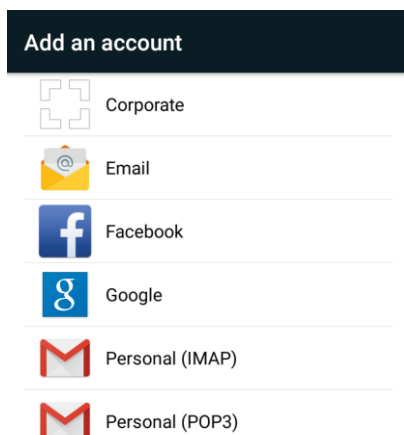 Add an account
Corporate
Email
Facebook
Google
Personal (IMAP)
Personal (POP3)